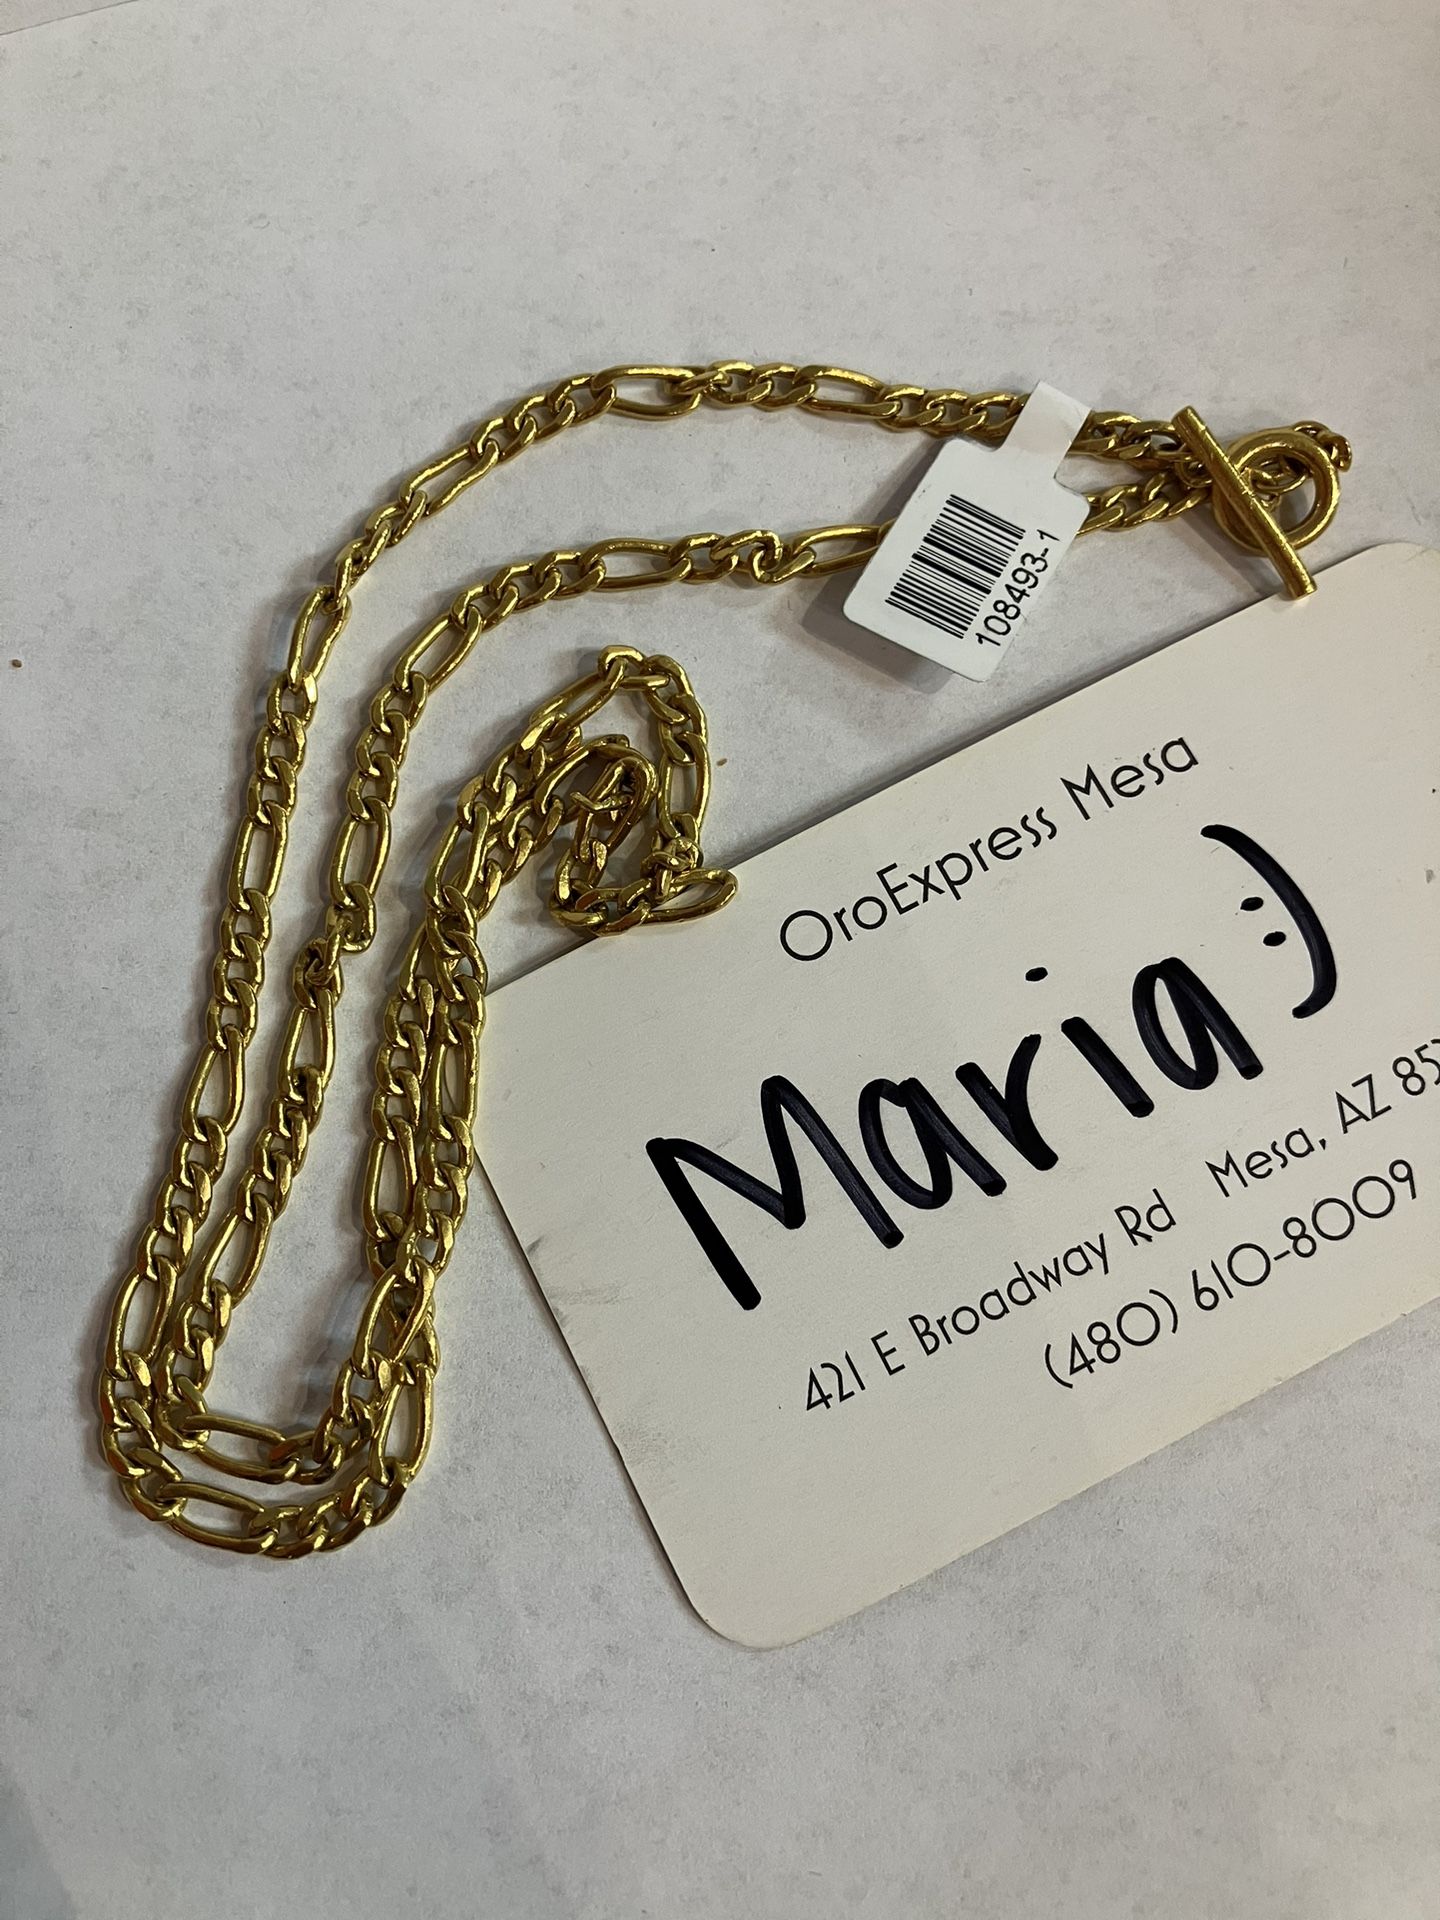 108493-1
OroExpress Mesa
Maria :)
421 E Broadway Rd Mesa, AZ
(480) 610-8009